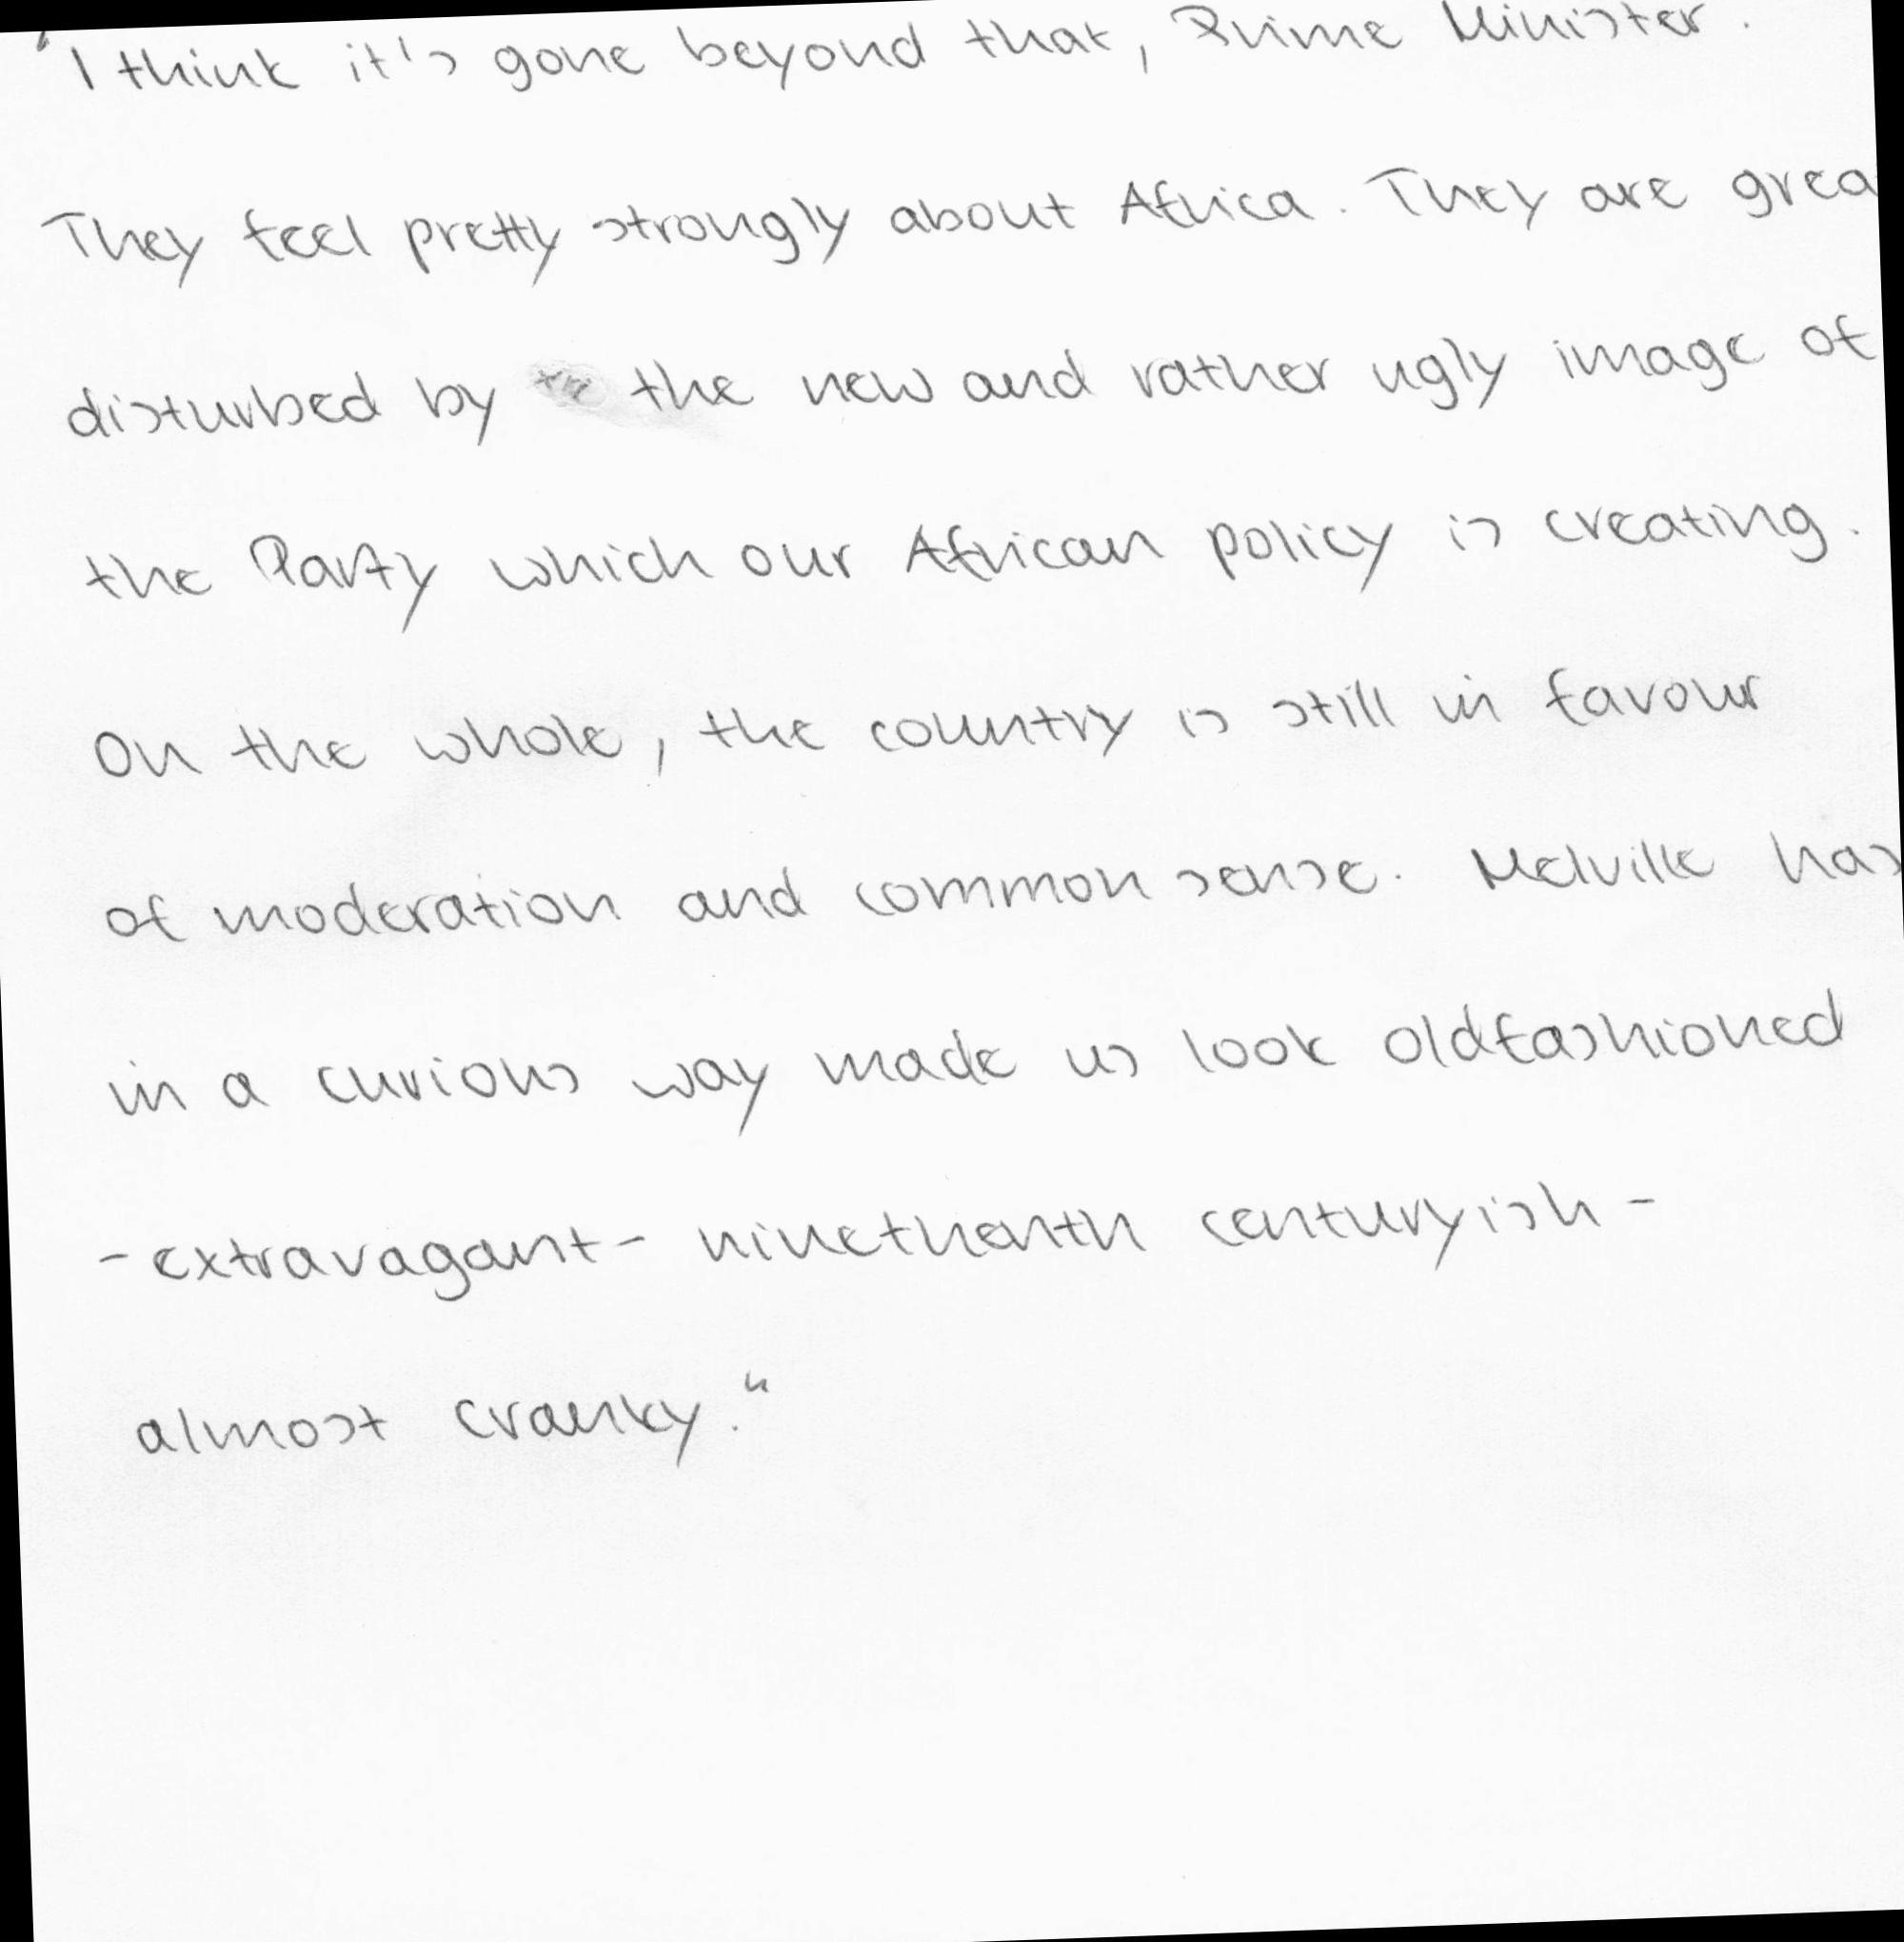 "I think it's gone beyond that, Prime Minister.
They feel pretty strongly about Africa. They are grea
disturbed by the new and rather ugly image of
the Party which our African policy is creating.
On the whole, the country is still in favour
of moderation and common sense. Melville has
in a curious way made us look oldfashioned
- extravagant - ninethenth centuryish -
almost cranky."